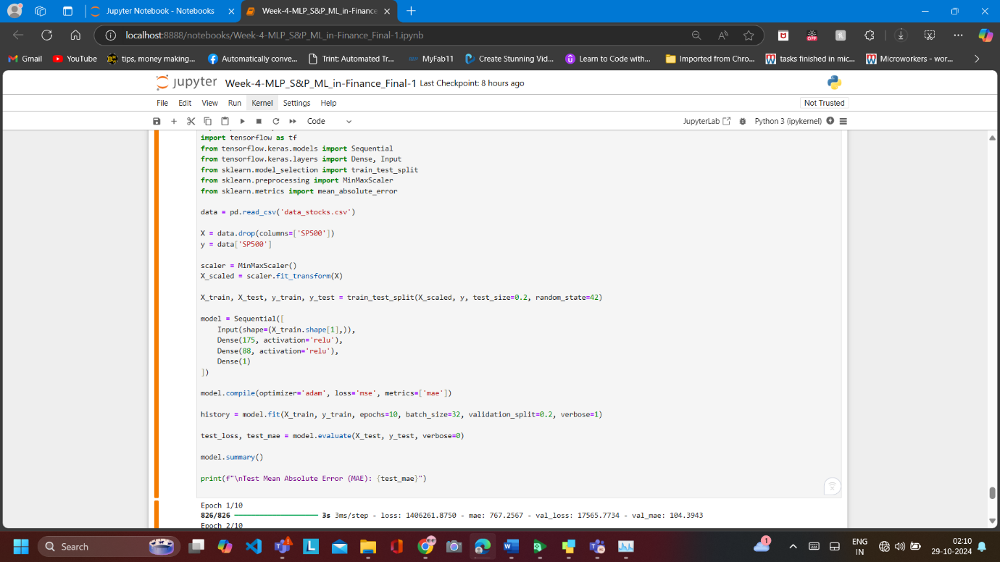 Jupyter Notebook - Notebooks
Week-4-MLP_S&P_ML_in-Finance
localhost:8888/notebooks/Week-4-MLP_S&P_ML_in-Finance_Final-1.ipynb
OFF
Gmail
YouTube
tips, money making...
Automatically conve...
Trint: Automated Tr...
MyFab11
Create Stunning Vid...
Learn to Code with...
Imported from Chro...
tasks finished in mic...
Microworkers - wor...
jupyter Week-4-MLP_S&P_ML_in-Finance_Final-1 Last Checkpoint: 8 hours ago
File Edit View Run Kernel Settings Help
Not Trusted
Code
JupyterLab
Python 3 (ipykernel)
import tensorflow as tf
from tensorflow.keras.models import Sequential
from tensorflow.keras.layers import Dense, Input
from sklearn.model_selection import train_test_split
from sklearn.preprocessing import MinMaxScaler
from sklearn.metrics import mean_absolute_error
data = pd.read_csv('data_stocks.csv')
X = data.drop(columns=['SP500'])
y = data['SP500']
scaler = MinMaxScaler()
X_scaled = scaler.fit_transform(X)
X_train, X_test, y_train, y_test = train_test_split(X_scaled, y, test_size=0.2, random_state=42)
model = Sequential([
Input(shape=(X_train.shape[1],)),
Dense(175, activation='relu'),
Dense(88, activation='relu'),
Dense(1)
])
model.compile(optimizer='adam', loss='mse', metrics=['mae'])
history = model.fit(X_train, y_train, epochs=10, batch_size=32, validation_split=0.2, verbose=1)
test_loss, test_mae = model.evaluate(X_test, y_test, verbose=0)
model.summary()
print(f"\nTest Mean Absolute Error (MAE): {test_mae}")
Epoch 1/10
826/826 3s 3ms/step - loss: 1406261.8750 - mae: 767.2567 - val_loss: 17565.7734 - val_mae: 104.3943
Epoch 2/10
Search
1
ENG
IN
02:10
29-10-2024